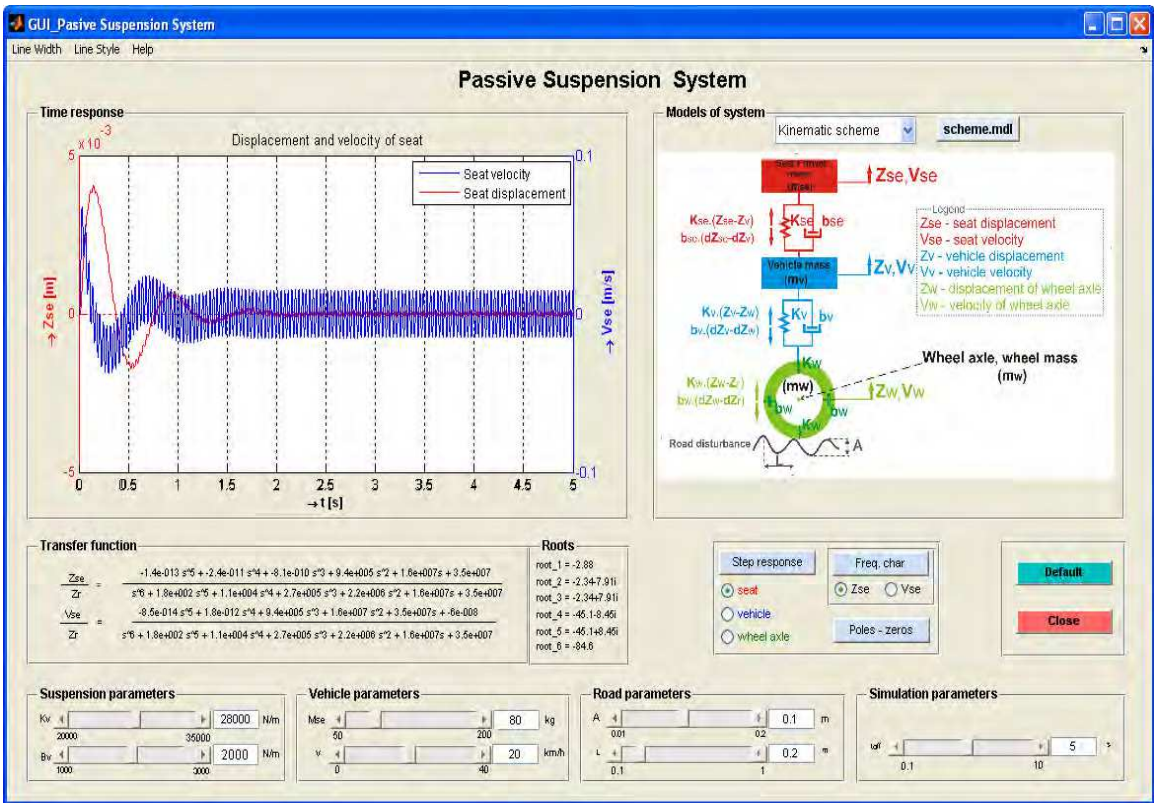 GUI_Pasive Suspension System
Line Width Line Style Help
Passive Suspension System
Time response
x 10^-3
Displacement and velocity of seat
Seat velocity
Seat displacement
5
0
-5
→ Zse [m]
0.1
0
-0.1
→ Vse [m/s]
0 0.5 1 1.5 2 2.5 3 3.5 4 4.5 5
→ t [s]
Models of system
Kinematic scheme
scheme.mdl
(mse)
Zse,Vse
Kse.(Zse-Zv)
bse.(dZse-dZv)
Kse bse
Legend
Zse - seat displacement
Vse - seat velocity
Zv - vehicle displacement
Vv - vehicle velocity
Zw - displacement of wheel axle
Vw - velocity of wheel axle
Vehicle mass
(mv)
Zv,Vv
Kv.(Zv-Zw)
bv.(dZv-dZw)
Kv bv
Kw
Wheel axle, wheel mass
(mw)
Kw.(Zw-Zr)
bw.(dZw-dZr)
(mw)
bw bw
Zw,Vw
Kw
Road disturbance
A
L
Transfer function
Zse
Zr
=
-1.4e-013 s^5 + -2.4e-011 s^4 + -8.1e-010 s^3 + 9.4e+005 s^2 + 1.6e+007s + 3.5e+007
s^6 + 1.8e+002 s^5 + 1.1e+004 s^4 + 2.7e+005 s^3 + 2.2e+006 s^2 + 1.6e+007s + 3.5e+007
Vse
Zr
=
-8.5e-014 s^5 + 1.8e-012 s^4 + 9.4e+005 s^3 + 1.6e+007 s^2 + 3.5e+007s + -6e-008
s^6 + 1.8e+002 s^5 + 1.1e+004 s^4 + 2.7e+005 s^3 + 2.2e+006 s^2 + 1.6e+007s + 3.5e+007
Roots
root_1 = -2.88
root_2 = -2.34-7.91i
root_3 = -2.34+7.91i
root_4 = -45.1-8.45i
root_5 = -45.1+8.45i
root_6 = -84.6
Step response
seat
vehicle
wheel axle
Freq. char
Zse Vse
Poles - zeros
Default
Close
Suspension parameters
Kv 28000 N/m
20000 35000
Bv 2000 N/m
1000 3000
Vehicle parameters
Mse 80 kg
50 200
v 20 km/h
0 40
Road parameters
A 0.1 m
0.01 0.2
L 0.2 m
0.1 1
Simulation parameters
5 s
0.1 10